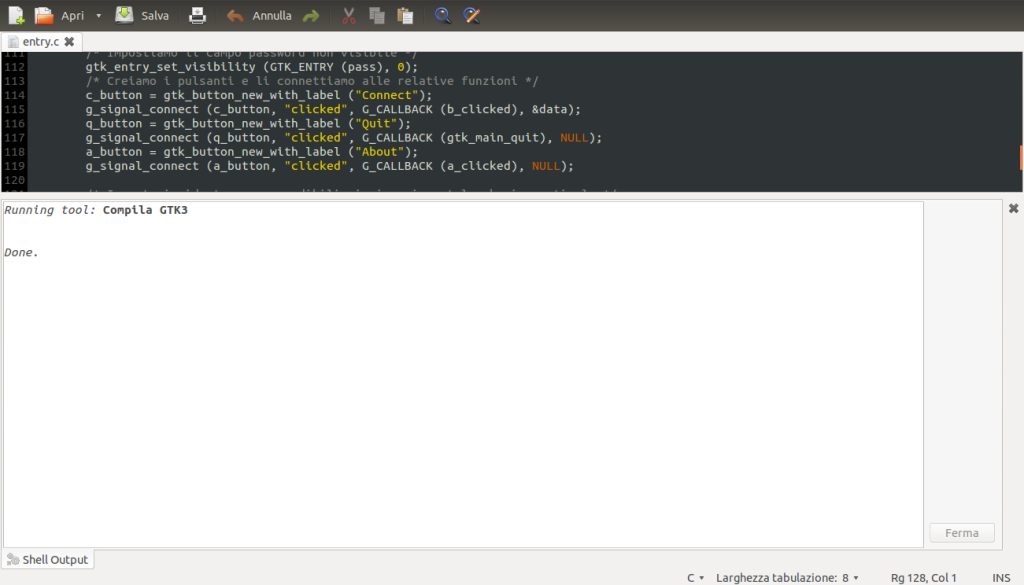 Apri
Salva
Annulla
entry.c
111 /* Impostiamo il campo password non visibile */
112 gtk_entry_set_visibility (GTK_ENTRY (pass), 0);
113 /* Creiamo i pulsanti e li connettiamo alle relative funzioni */
114 c_button = gtk_button_new_with_label ("Connect");
115 g_signal_connect (c_button, "clicked", G_CALLBACK (b_clicked), &data);
116 q_button = gtk_button_new_with_label ("Quit");
117 g_signal_connect (q_button, "clicked", G_CALLBACK (gtk_main_quit), NULL);
118 a_button = gtk_button_new_with_label ("About");
119 g_signal_connect (a_button, "clicked", G_CALLBACK (a_clicked), NULL);
120
Running tool: Compila GTK3
Done.
Ferma
Shell Output
C Larghezza tabulazione: 8 Rg 128, Col 1 INS